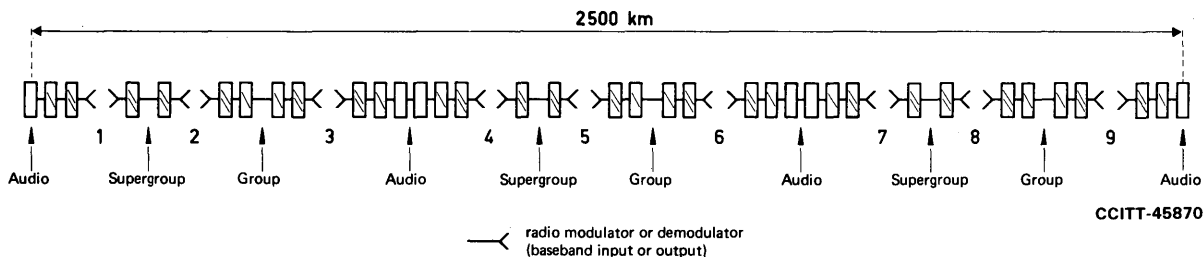 2500 km
1 2 3 4 5 6 7 8 9
Audio Supergroup Group Audio Supergroup Group Audio Supergroup Group Audio
CCITT-45870
radio modulator or demodulator
(baseband input or output)